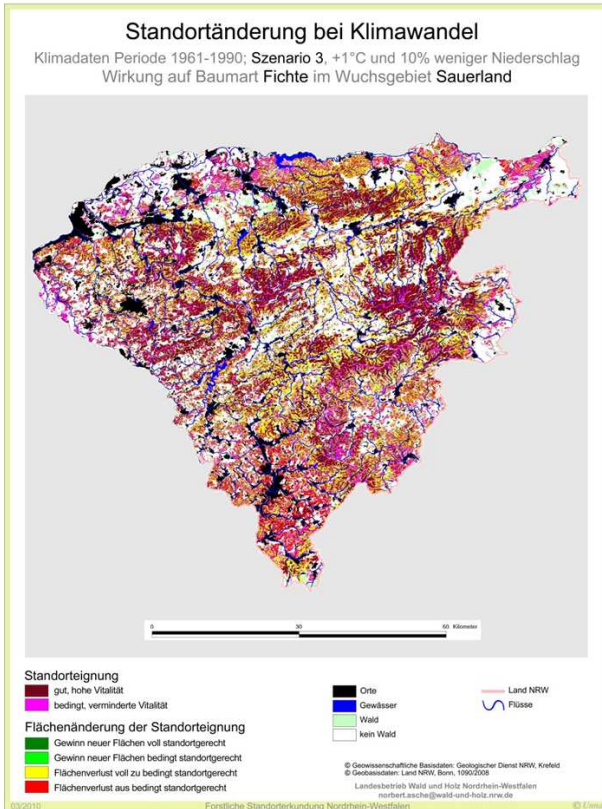 Standortänderung bei Klimawandel
Klimadaten Periode 1961-1990; Szenario 3, +1°C und 10% weniger Niederschlag
Wirkung auf Baumart Fichte im Wuchsgebiet Sauerland
0 30 60 Kilometer
Standorteignung
gut, hohe Vitalität
bedingt, verminderte Vitalität
Flächenänderung der Standorteignung
Gewinn neuer Flächen voll standortgerecht
Gewinn neuer Flächen bedingt standortgerecht
Flächenverlust voll zu bedingt standortgerecht
Flächenverlust aus bedingt standortgerecht
Orte
Gewässer
Wald
kein Wald
Land NRW
Flüsse
© Geowissenschaftliche Basisdaten: Geologischer Dienst NRW, Krefeld
© Geobasisdaten: Land NRW, Bonn, 1090/2008
Landesbetrieb Wald und Holz Nordrhein-Westfalen
norbert.asche@wald-und-holz.nrw.de
03/2010 Forstliche Standorterkundung Nordrhein-Westfalen ©